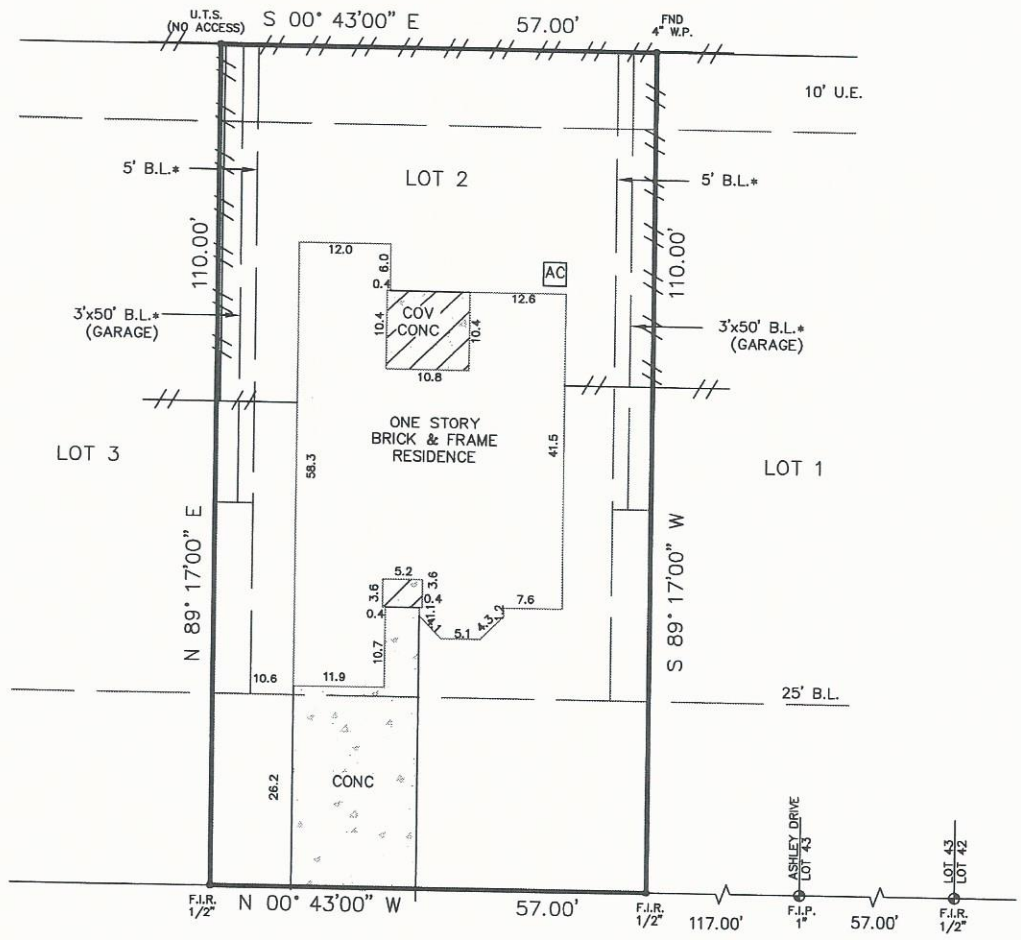 U.T.S.
(NO ACCESS)
S 00° 43'00" E
57.00'
FND
4" W.P.
10' U.E.
5' B.L.*
LOT 2
5' B.L.*
110.00'
110.00'
12.0
6.0
0.4
AC
12.6
COV
CONC
10.4
10.4
10.8
3'x50' B.L.*
(GARAGE)
3'x50' B.L.*
(GARAGE)
ONE STORY
BRICK & FRAME
RESIDENCE
41.5
58.3
LOT 3
LOT 1
N 89° 17'00" E
S 89° 17'00" W
5.2
3.6
3.6
0.4
0.4
7.6
5.1
10.7
10.6
11.9
25' B.L.
26.2
CONC
ASHLEY DRIVE
LOT 43
LOT 43
LOT 42
F.I.R.
1/2"
N 00° 43'00" W
57.00'
F.I.R.
1/2"
117.00'
F.I.P.
1"
57.00'
F.I.R.
1/2"